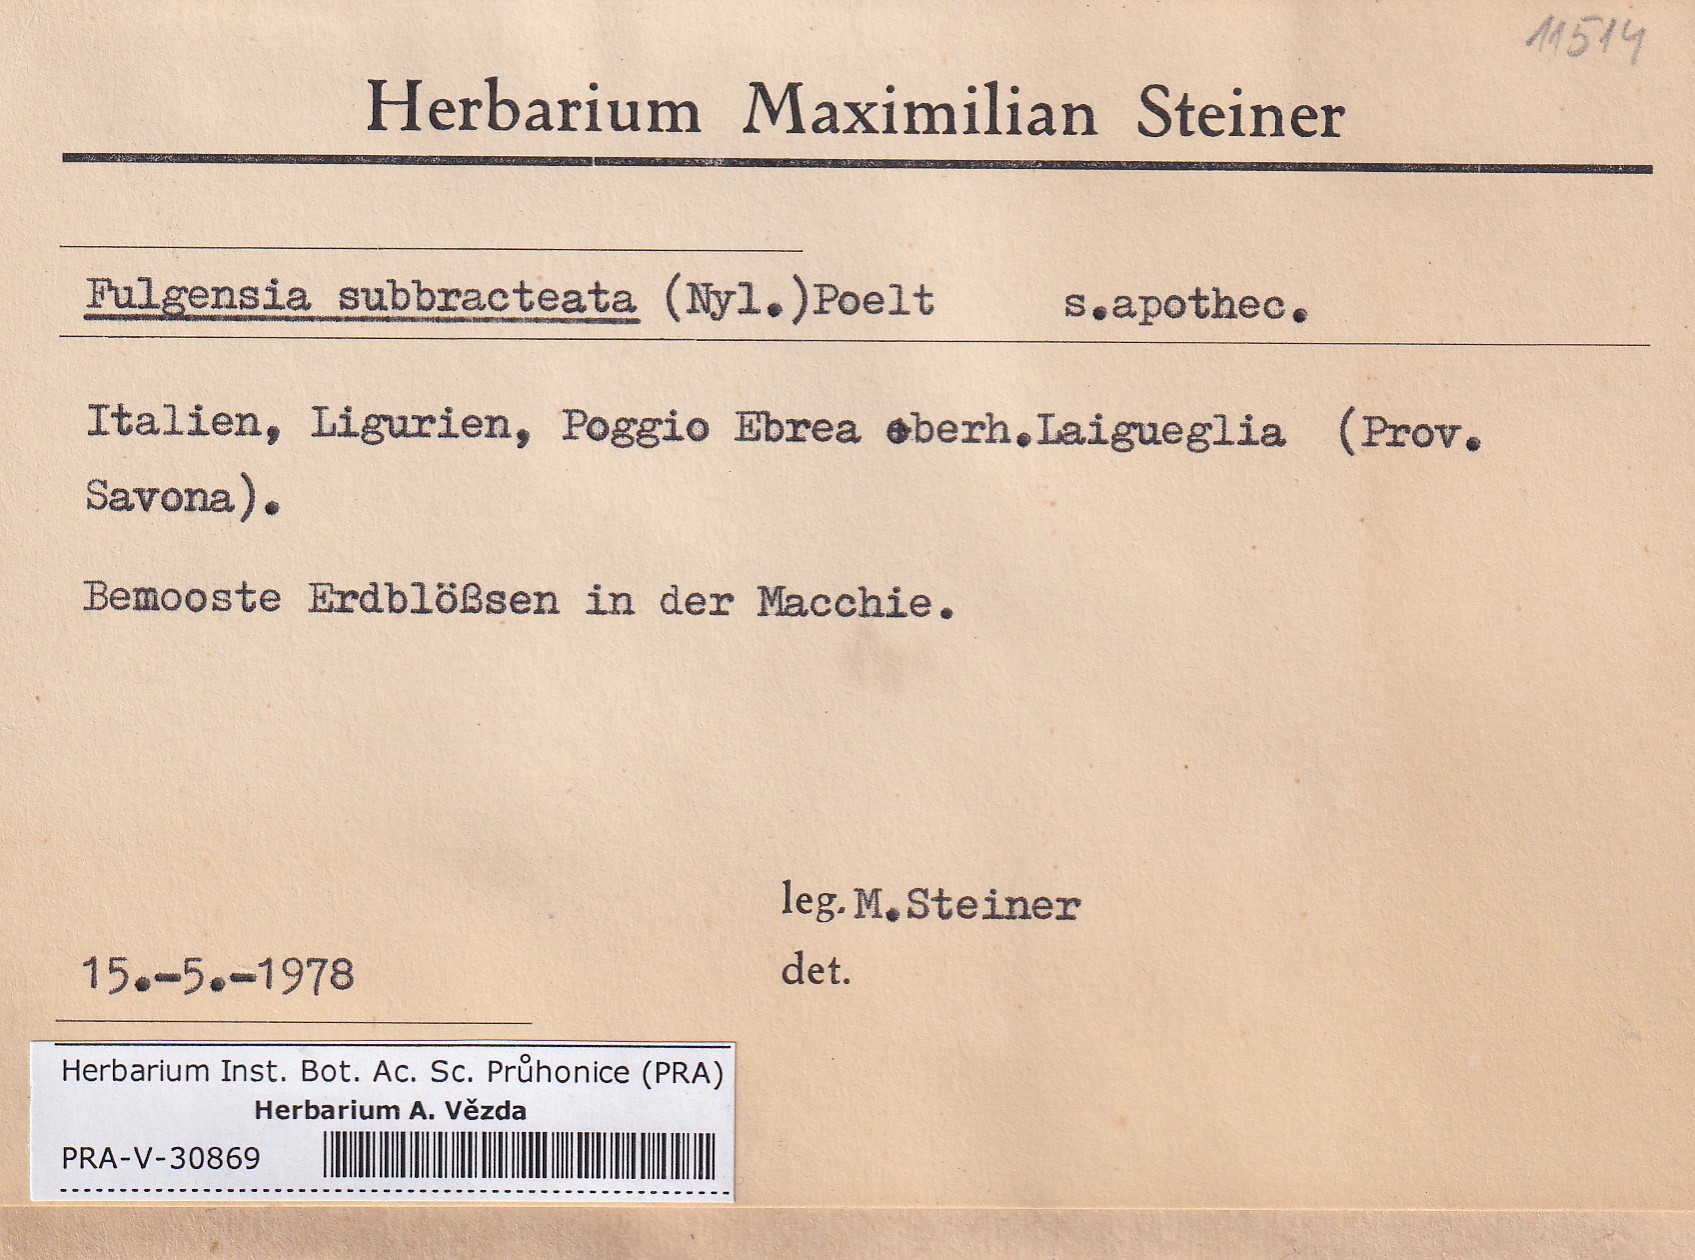 11514
Herbarium Maximilian Steiner
Fulgensia subbracteata (Nyl.)Poelt s.apothec.
Italien, Ligurien, Poggio Ebrea oberh.Laigueglia (Prov.
Savona).
Bemooste Erdblößsen in der Macchie.
leg. M.Steiner
15.-5.-1978
det.
Herbarium Inst. Bot. Ac. Sc. Průhonice (PRA)
Herbarium A. Vězda
PRA-V-30869